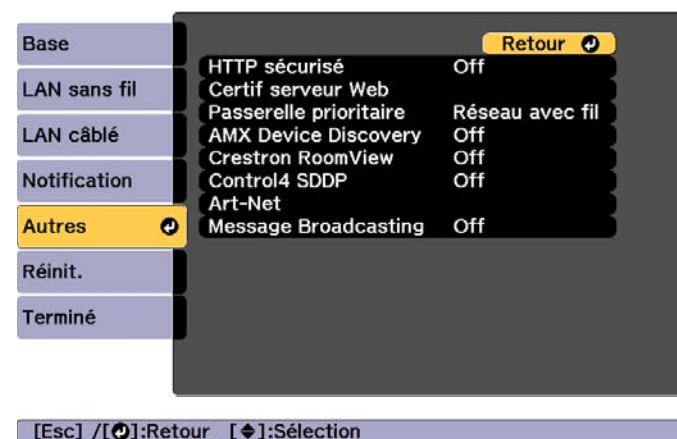 Base
LAN sans fil
LAN câblé
Notification
Autres
Réinit.
Terminé
Retour
HTTP sécurisé Off
Certif serveur Web
Passerelle prioritaire Réseau avec fil
AMX Device Discovery Off
Crestron RoomView Off
Control4 SDDP Off
Art-Net
Message Broadcasting Off
[Esc] /[]:Retour [◆]:Sélection